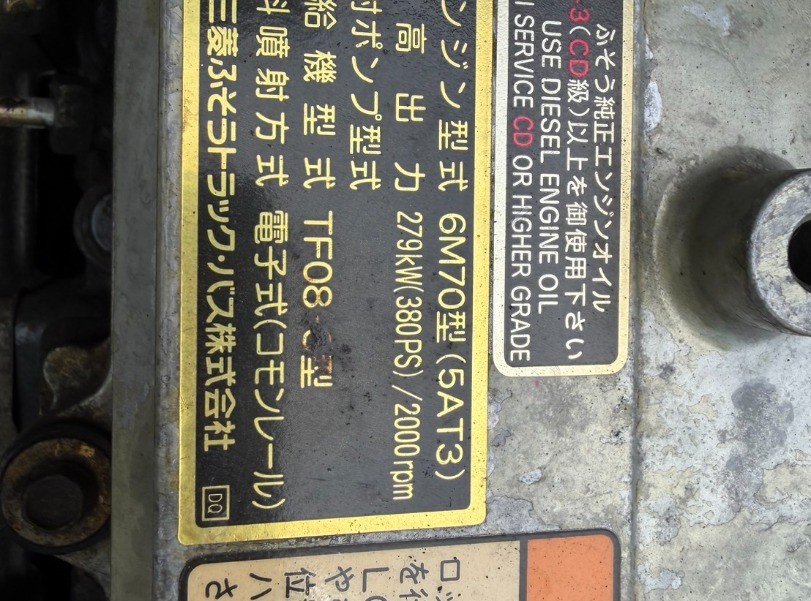 ふそう純正エンジンオイル
-3(CD級)以上を御使用下さい
USE DIESEL ENGINE OIL
SERVICE CD OR HIGHER GRADE
ンジン型式 6M70型(5AT3)
高出力 279kW(380PS)/2000rpm
射ポンプ型式
給機型式 TF08 型
料噴射方式 電子式(コモンレール)
三菱ふそうトラック・バス株式会社
DQ